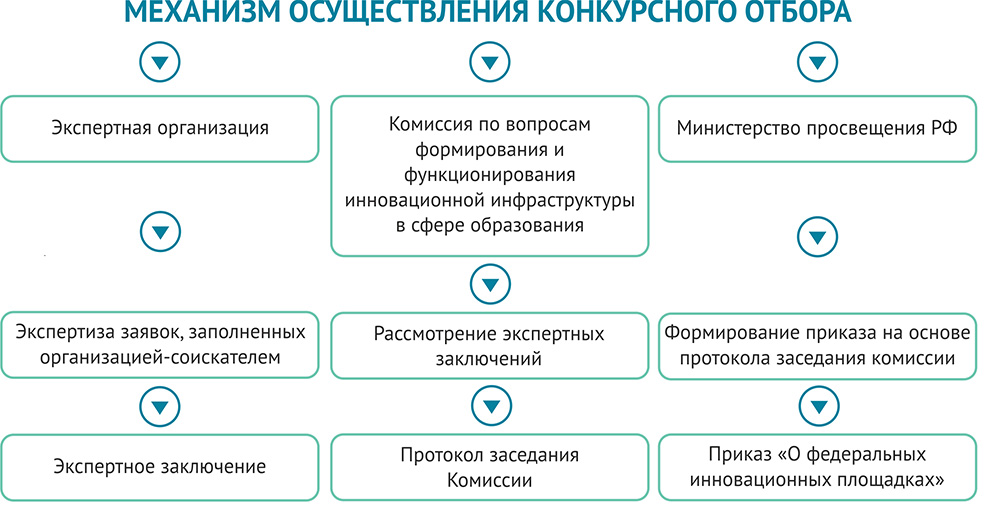 МЕХАНИЗМ ОСУЩЕСТВЛЕНИЯ КОНКУРСНОГО ОТБОРА
Экспертная организация
Комиссия по вопросам
формирования и
функционирования
инновационной инфраструктуры
в сфере образования
Министерство просвещения РФ
Экспертиза заявок, заполненных
организацией-соискателем
Рассмотрение экспертных
заключений
Формирование приказа на основе
протокола заседания комиссии
Экспертное заключение
Протокол заседания
Комиссии
Приказ «О федеральных
инновационных площадках»